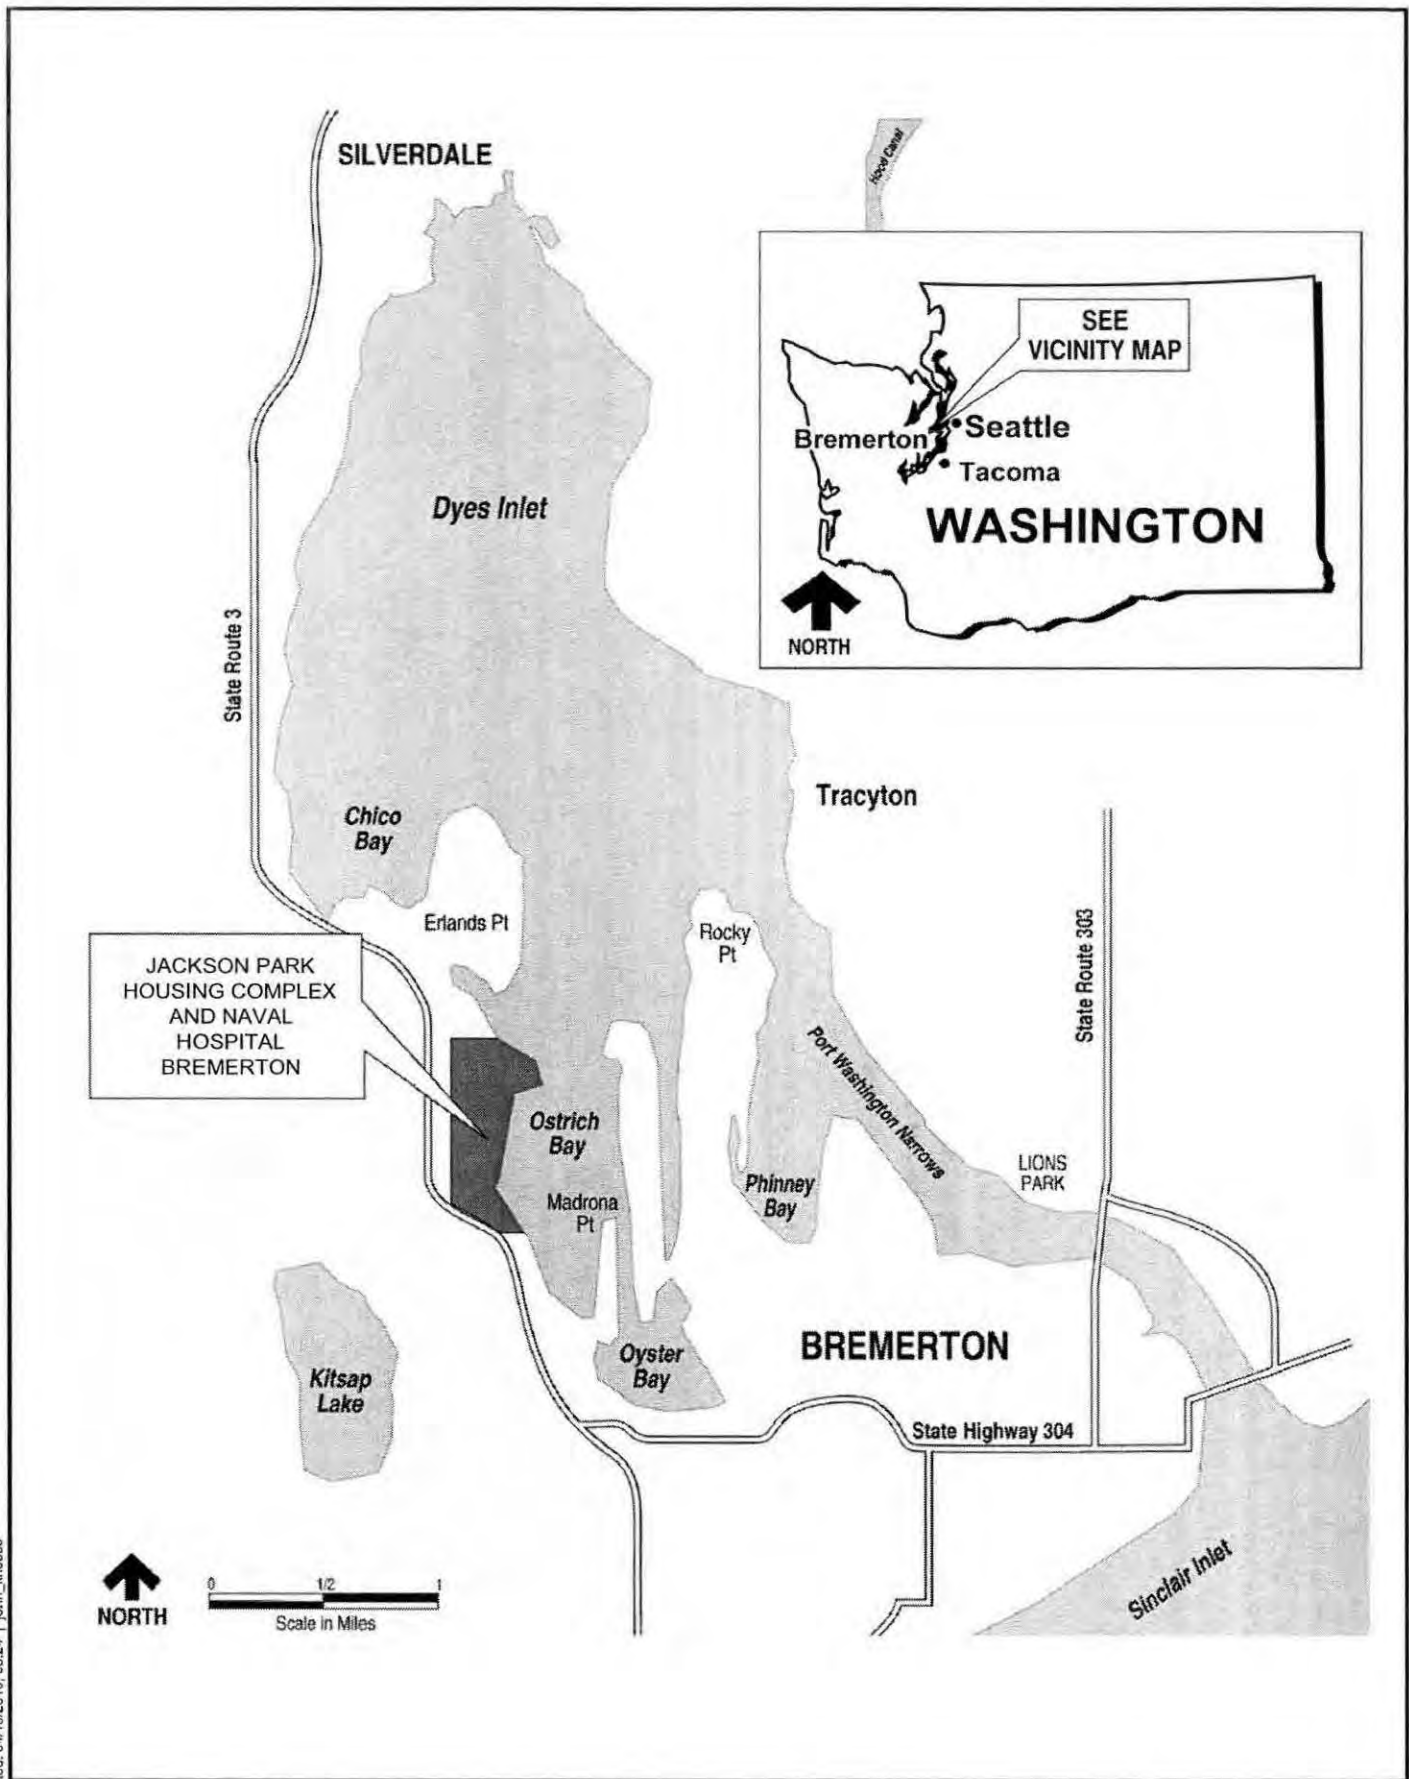 SILVERDALE
Hood Canal
SEE
VICINITY MAP
Bremerton
Seattle
Tacoma
WASHINGTON
NORTH
Dyes Inlet
State Route 3
Tracyton
Chico
Bay
Erlands Pt
Rocky
Pt
State Route 303
JACKSON PARK
HOUSING COMPLEX
AND NAVAL
HOSPITAL
BREMERTON
Port Washington Narrows
Ostrich
Bay
LIONS
PARK
Madrona
Pt
Phinney
Bay
BREMERTON
Oyster
Bay
Kitsap
Lake
State Highway 304
Sinclair Inlet
NORTH
0 1/2 1
Scale in Miles